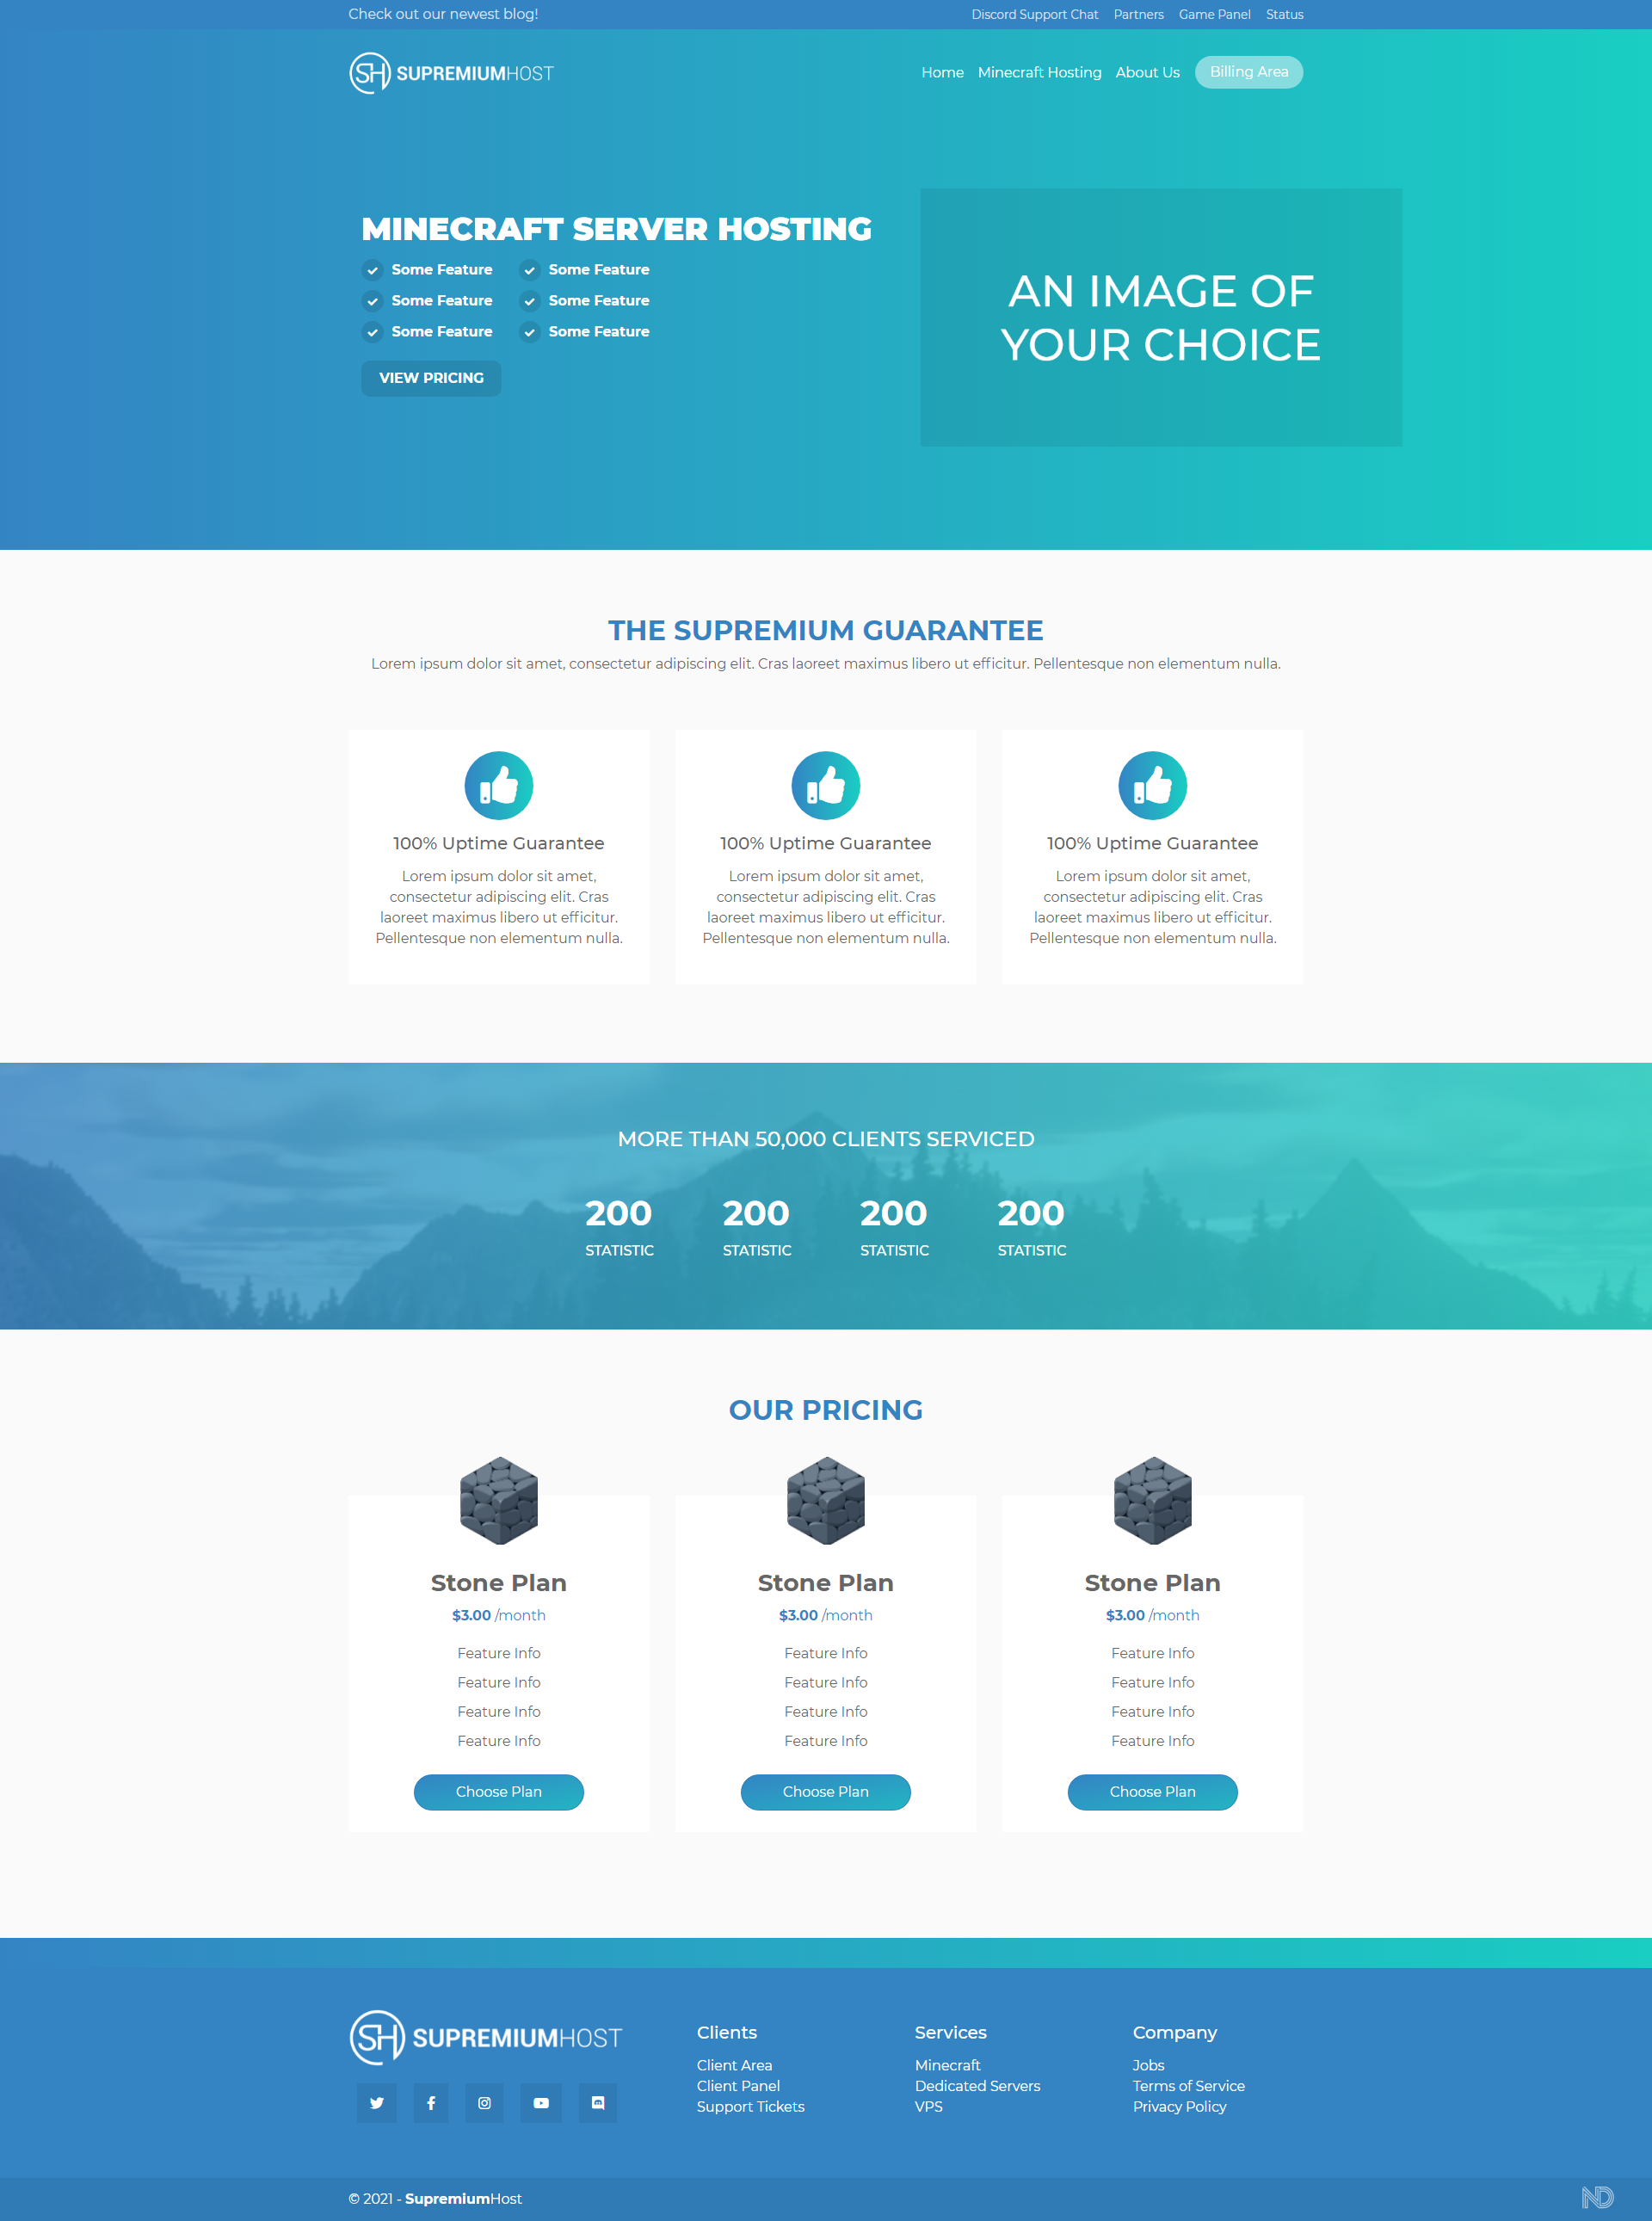 Check out our newest blog!
Discord Support Chat Partners Game Panel Status
SH SUPREMIUMHOST
Home Minecraft Hosting About Us Billing Area
MINECRAFT SERVER HOSTING
Some Feature Some Feature
Some Feature Some Feature
Some Feature Some Feature
VIEW PRICING
AN IMAGE OF
YOUR CHOICE
THE SUPREMIUM GUARANTEE
Lorem ipsum dolor sit amet, consectetur adipiscing elit. Cras laoreet maximus libero ut efficitur. Pellentesque non elementum nulla.
100% Uptime Guarantee
Lorem ipsum dolor sit amet,
consectetur adipiscing elit. Cras
laoreet maximus libero ut efficitur.
Pellentesque non elementum nulla.
100% Uptime Guarantee
Lorem ipsum dolor sit amet,
consectetur adipiscing elit. Cras
laoreet maximus libero ut efficitur.
Pellentesque non elementum nulla.
100% Uptime Guarantee
Lorem ipsum dolor sit amet,
consectetur adipiscing elit. Cras
laoreet maximus libero ut efficitur.
Pellentesque non elementum nulla.
MORE THAN 50,000 CLIENTS SERVICED
200 200 200 200
STATISTIC STATISTIC STATISTIC STATISTIC
OUR PRICING
Stone Plan
$3.00 /month
Feature Info
Feature Info
Feature Info
Feature Info
Choose Plan
Stone Plan
$3.00 /month
Feature Info
Feature Info
Feature Info
Feature Info
Choose Plan
Stone Plan
$3.00 /month
Feature Info
Feature Info
Feature Info
Feature Info
Choose Plan
SH SUPREMIUMHOST
Clients
Client Area
Client Panel
Support Tickets
Services
Minecraft
Dedicated Servers
VPS
Company
Jobs
Terms of Service
Privacy Policy
© 2021 - SupremiumHost
ND